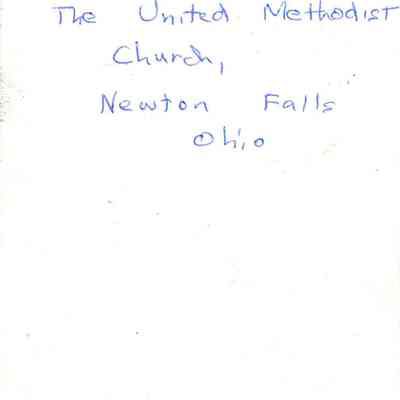 The United Methodist
Church,
Newton Falls
Ohio